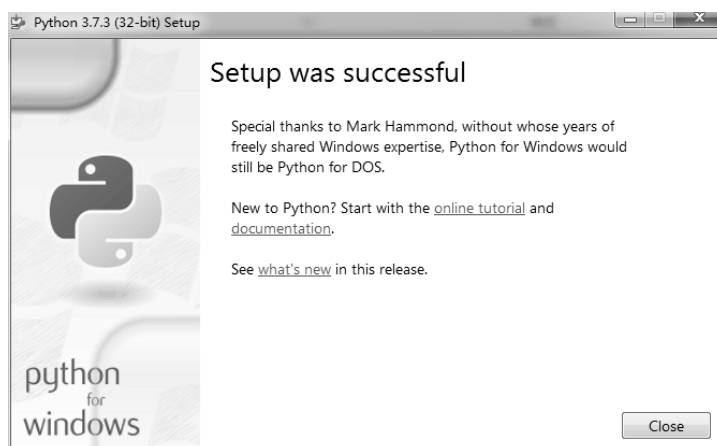 Python 3.7.3 (32-bit) Setup
Setup was successful
Special thanks to Mark Hammond, without whose years of
freely shared Windows expertise, Python for Windows would
still be Python for DOS.
New to Python? Start with the online tutorial and
documentation.
See what's new in this release.
python
for
windows
Close